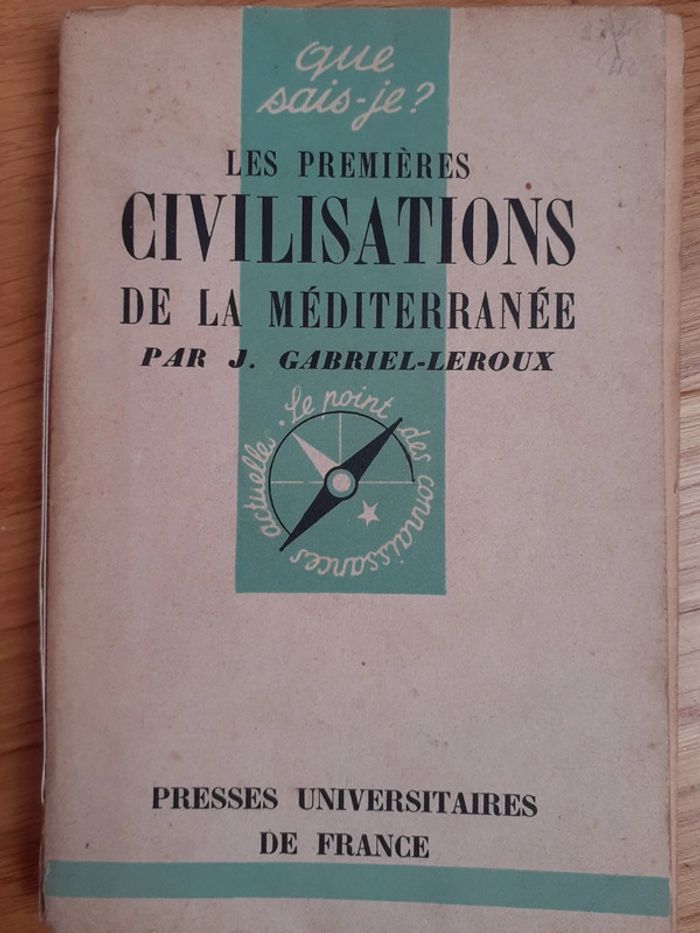 que
sais-je?
LES PREMIÈRES
CIVILISATIONS
DE LA MÉDITERRANÉE
PAR J. GABRIEL-LEROUX
Le point des connaissances actuelles.
PRESSES UNIVERSITAIRES
DE FRANCE